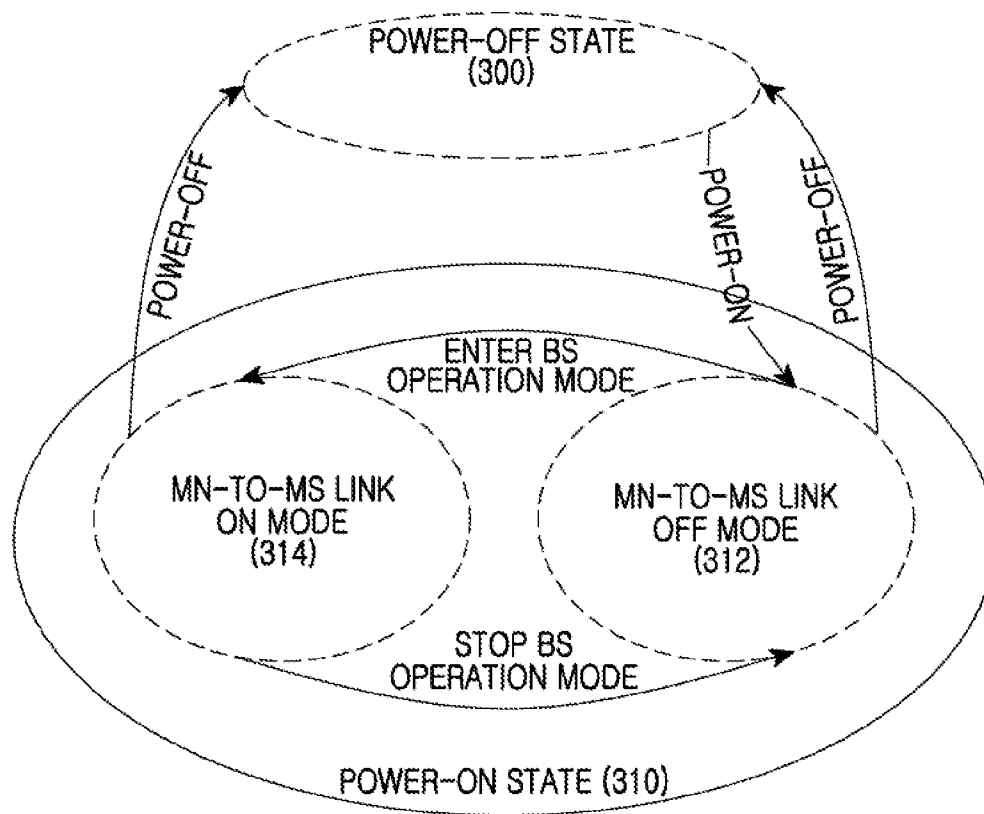 POWER-OFF STATE
(300)
POWER-OFF
POWER-ON
POWER-OFF
ENTER BS
OPERATION MODE
MN-TO-MS LINK
ON MODE
(314)
MN-TO-MS LINK
OFF MODE
(312)
STOP BS
OPERATION MODE
POWER-ON STATE (310)